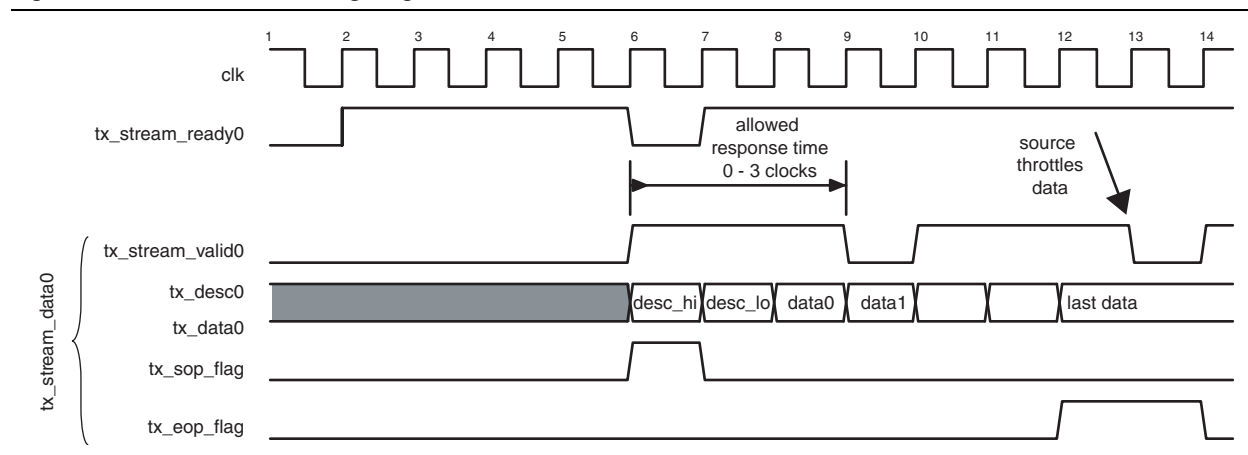 1 2 3 4 5 6 7 8 9 10 11 12 13 14
clk
tx_stream_ready0
allowed
response time
0 - 3 clocks
source
throttles
data
tx_stream_data0
tx_stream_valid0
tx_desc0
desc_hi desc_lo data0 data1 last data
tx_data0
tx_sop_flag
tx_eop_flag